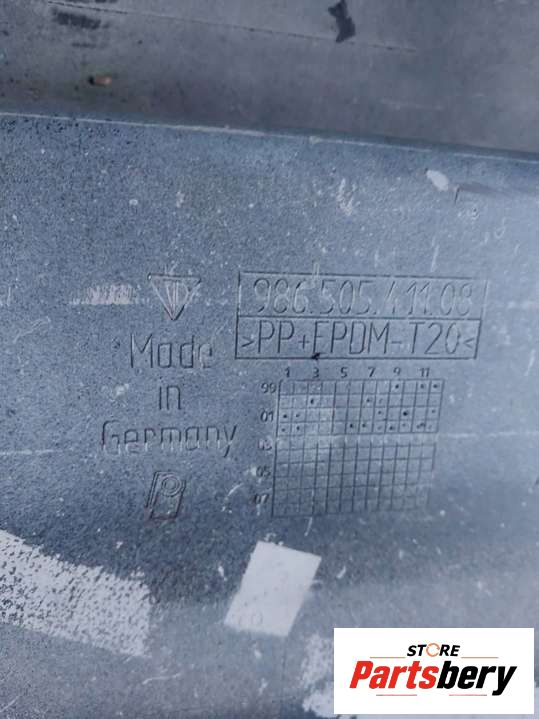 986.505.411.08
>PP+EPDM-T20<
Made
in
Germany
1 3 5 7 9 11
99
01
03
05
07
STORE
Partsbery